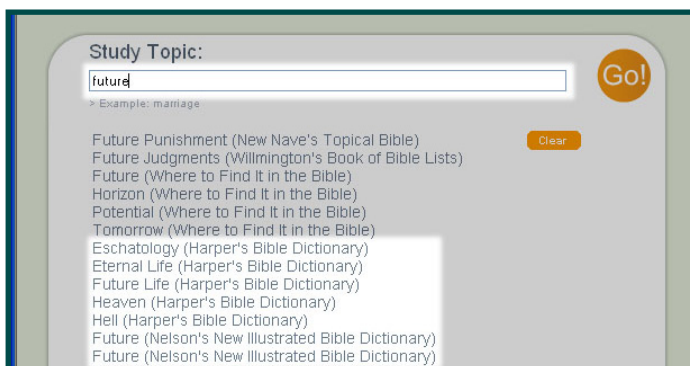 Study Topic:
future
Go!
> Example: marriage
Clear
Future Punishment (New Nave's Topical Bible)
Future Judgments (Willmington's Book of Bible Lists)
Future (Where to Find It in the Bible)
Horizon (Where to Find It in the Bible)
Potential (Where to Find It in the Bible)
Tomorrow (Where to Find It in the Bible)
Eschatology (Harper's Bible Dictionary)
Eternal Life (Harper's Bible Dictionary)
Future Life (Harper's Bible Dictionary)
Heaven (Harper's Bible Dictionary)
Hell (Harper's Bible Dictionary)
Future (Nelson's New Illustrated Bible Dictionary)
Future (Nelson's New Illustrated Bible Dictionary)